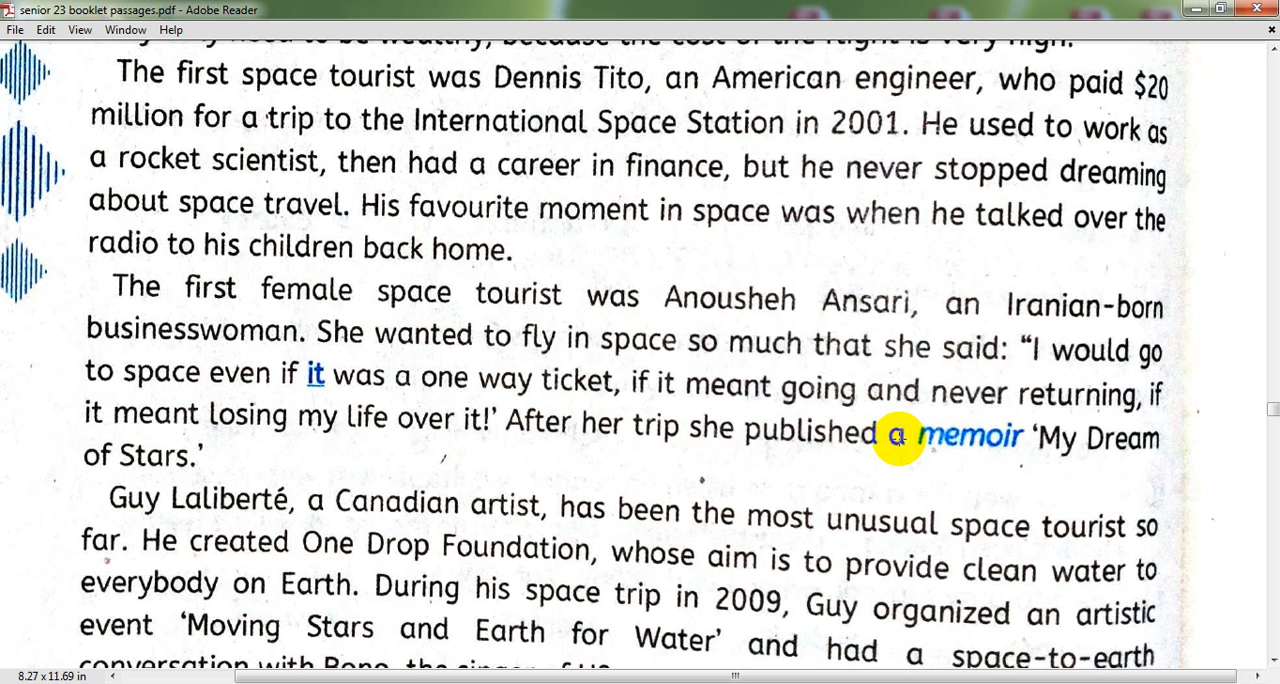 senior 23 booklet passages.pdf - Adobe Reader
File Edit View Window Help
The first space tourist was Dennis Tito, an American engineer, who paid $20
million for a trip to the International Space Station in 2001. He used to work as
a rocket scientist, then had a career in finance, but he never stopped dreaming
about space travel. His favourite moment in space was when he talked over the
radio to his children back home.
The first female space tourist was Anousheh Ansari, an Iranian-born
businesswoman. She wanted to fly in space so much that she said: “I would go
to space even if it was a one way ticket, if it meant going and never returning, if
it meant losing my life over it!’ After her trip she published a memoir ‘My Dream
of Stars.’
Guy Laliberté, a Canadian artist, has been the most unusual space tourist so
far. He created One Drop Foundation, whose aim is to provide clean water to
everybody on Earth. During his space trip in 2009, Guy organized an artistic
event ‘Moving Stars and Earth for Water’ and had a space-to-earth
8.27 x 11.69 in